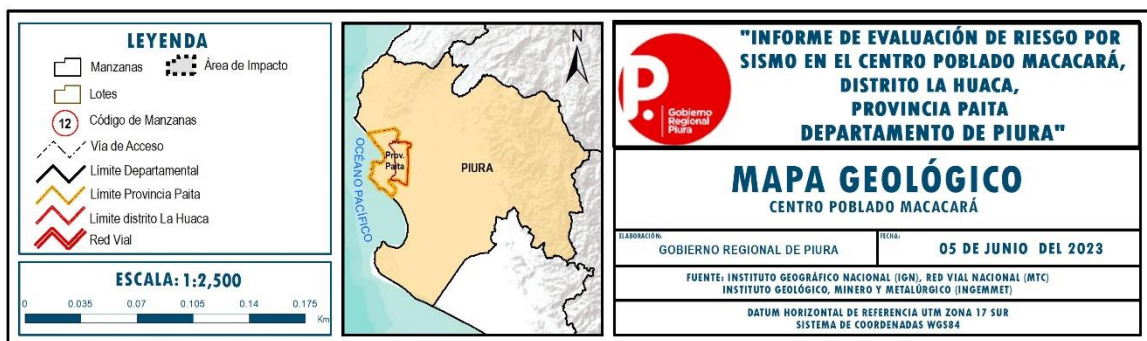 LEYENDA
Manzanas
Área de Impacto
Lotes
12 Código de Manzanas
Vía de Acceso
Límite Departamental
Límite Provincia Paita
Límite distrito La Huaca
Red Vial
ESCALA: 1:2,500
0 0.035 0.07 0.105 0.14 0.175
Km
N
OCÉANO PACÍFICO
Prov.
Paita
PIURA
P.
Gobierno
Regional
Piura
"INFORME DE EVALUACIÓN DE RIESGO POR
SISMO EN EL CENTRO POBLADO MACACARÁ,
DISTRITO LA HUACA,
PROVINCIA PAITA
DEPARTAMENTO DE PIURA"
MAPA GEOLÓGICO
CENTRO POBLADO MACACARÁ
ELABORACIÓN:
GOBIERNO REGIONAL DE PIURA
FECHA:
05 DE JUNIO DEL 2023
FUENTE: INSTITUTO GEOGRÁFICO NACIONAL (IGN), RED VIAL NACIONAL (MTC)
INSTITUTO GEOLÓGICO, MINERO Y METALÚRGICO (INGEMMET)
DATUM HORIZONTAL DE REFERENCIA UTM ZONA 17 SUR
SISTEMA DE COORDENADAS WGS84